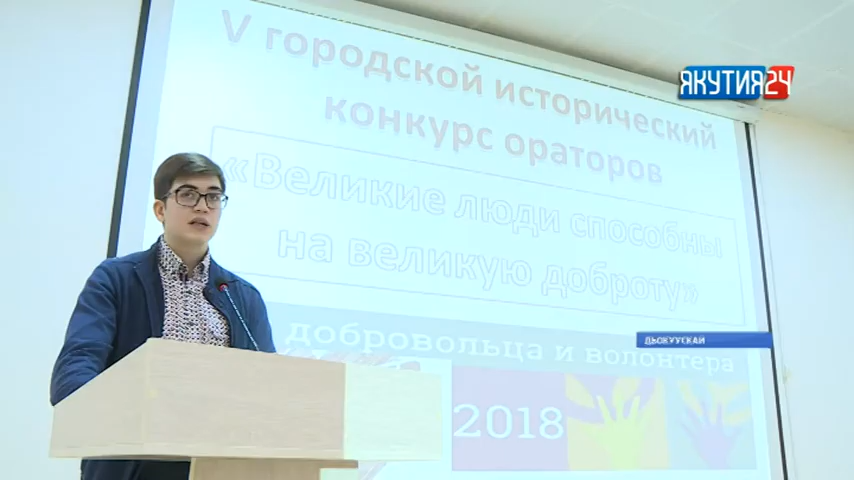 V городской исторический
конкурс ораторов
«Великие люди способны
на великую доброту»
добровольца и волонтера
2018
ЯКУТИЯ24
ДЬОКУУСКАЙ